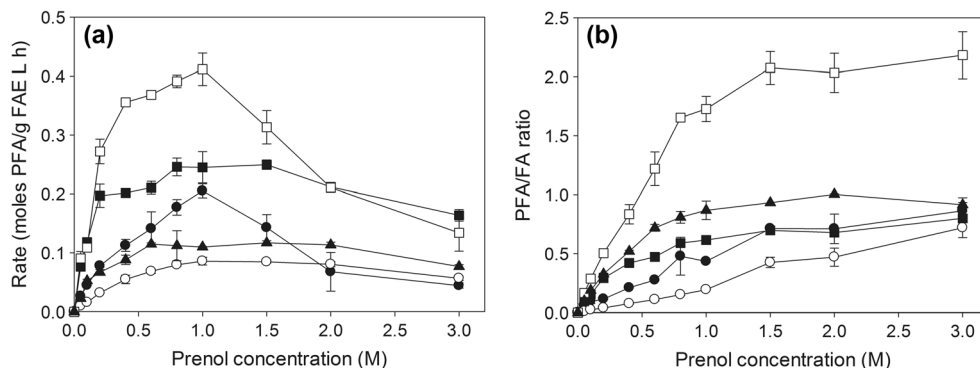 (a)
Rate (moles PFA/g FAE L h)
0.5
0.4
0.3
0.2
0.1
0.0
0.0 0.5 1.0 1.5 2.0 2.5 3.0
Prenol concentration (M)
(b)
PFA/FA ratio
2.5
2.0
1.5
1.0
0.5
0.0
0.0 0.5 1.0 1.5 2.0 2.5 3.0
Prenol concentration (M)